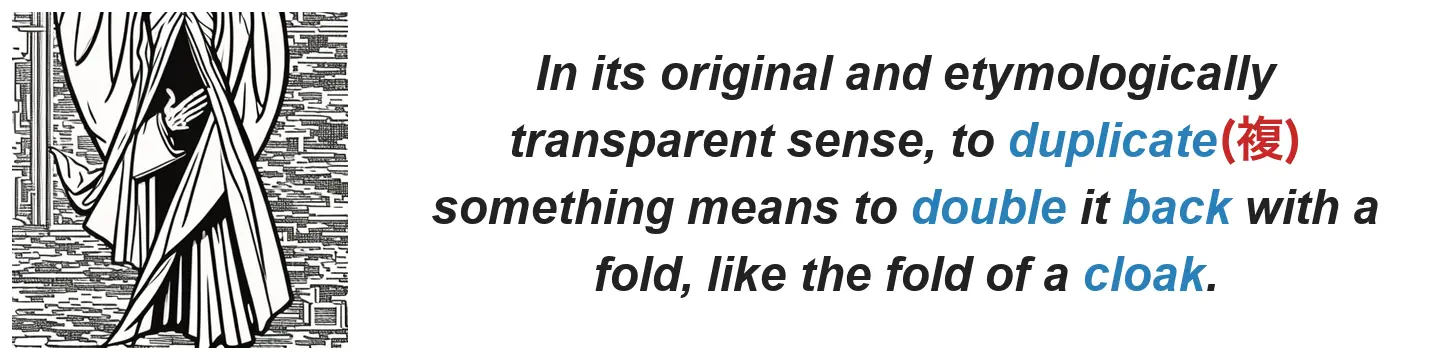 In its original and etymologically
transparent sense, to duplicate(複)
something means to double it back with a
fold, like the fold of a cloak.